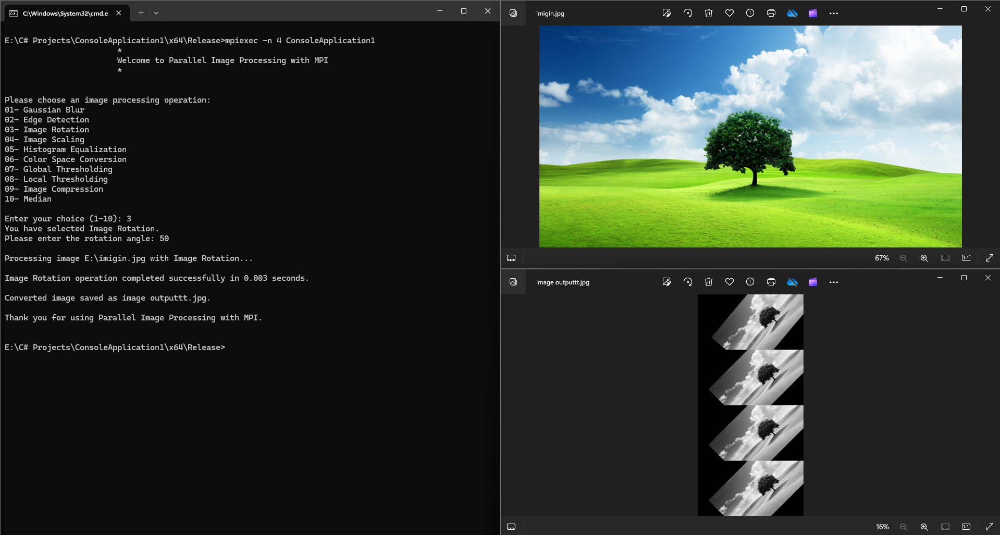 C:\Windows\System32\cmd.e
E:\C# Projects\ConsoleApplication1\x64\Release>mpiexec -n 4 ConsoleApplication1
*
Welcome to Parallel Image Processing with MPI
*
Please choose an image processing operation:
01- Gaussian Blur
02- Edge Detection
03- Image Rotation
04- Image Scaling
05- Histogram Equalization
06- Color Space Conversion
07- Global Thresholding
08- Local Thresholding
09- Image Compression
10- Median
Enter your choice (1-10): 3
You have selected Image Rotation.
Please enter the rotation angle: 50
Processing image E:\imigin.jpg with Image Rotation...
Image Rotation operation completed successfully in 0.003 seconds.
Converted image saved as image outputtt.jpg.
Thank you for using Parallel Image Processing with MPI.
E:\C# Projects\ConsoleApplication1\x64\Release>
imigin.jpg
67%
1:1
image outputtt.jpg
16%
1:1